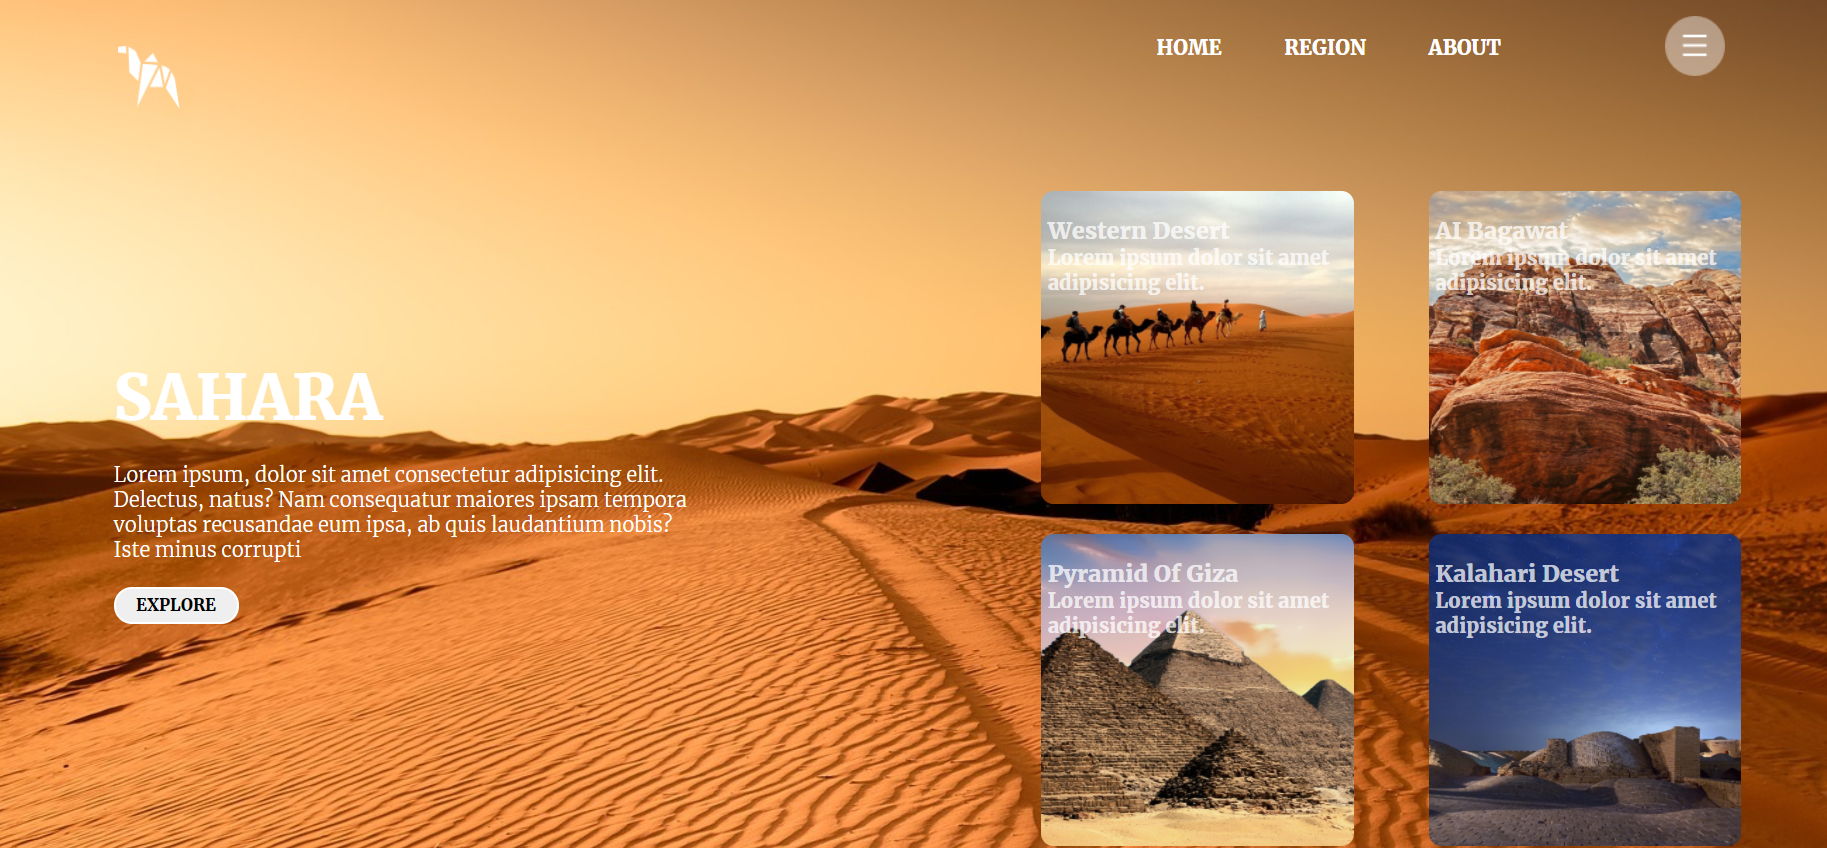 HOME REGION ABOUT
SAHARA
Lorem ipsum, dolor sit amet consectetur adipisicing elit.
Delectus, natus? Nam consequatur maiores ipsam tempora
voluptas recusandae eum ipsa, ab quis laudantium nobis?
Iste minus corrupti
EXPLORE
Western Desert
Lorem ipsum dolor sit amet
adipisicing elit.
AI Bagawat
Lorem ipsum dolor sit amet
adipisicing elit.
Pyramid Of Giza
Lorem ipsum dolor sit amet
adipisicing elit.
Kalahari Desert
Lorem ipsum dolor sit amet
adipisicing elit.